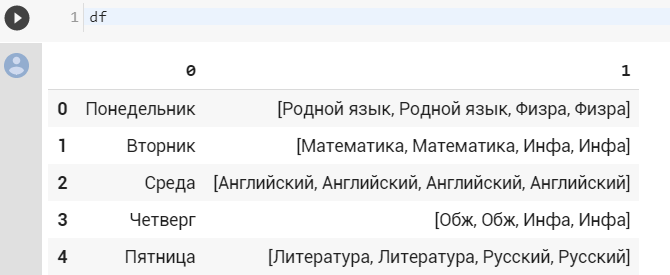 1 df
0 1
0 Понедельник [Родной язык, Родной язык, Физра, Физра]
1 Вторник [Математика, Математика, Инфа, Инфа]
2 Среда [Английский, Английский, Английский, Английский]
3 Четверг [Обж, Обж, Инфа, Инфа]
4 Пятница [Литература, Литература, Русский, Русский]